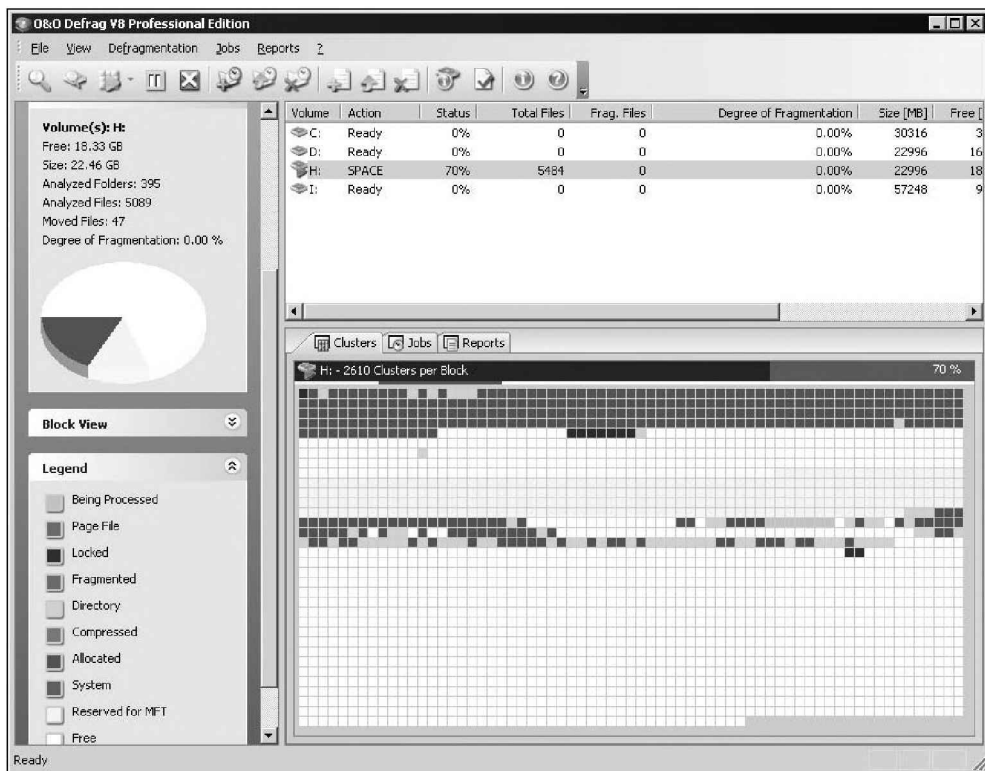 O&O Defrag V8 Professional Edition
File View Defragmentation Jobs Reports ?
Volume(s): H:
Free: 18.33 GB
Size: 22.46 GB
Analyzed Folders: 395
Analyzed Files: 5089
Moved Files: 47
Degree of Fragmentation: 0.00 %
Block View
Legend
Being Processed
Page File
Locked
Fragmented
Directory
Compressed
Allocated
System
Reserved for MFT
Free
Volume Action Status Total Files Frag. Files Degree of Fragmentation Size [MB] Free [
C: Ready 0% 0 0 0.00% 30316 3
D: Ready 0% 0 0 0.00% 22996 16
H: SPACE 70% 5484 0 0.00% 22996 18
I: Ready 0% 0 0 0.00% 57248 9
Clusters Jobs Reports
H: - 2610 Clusters per Block 70 %
Ready